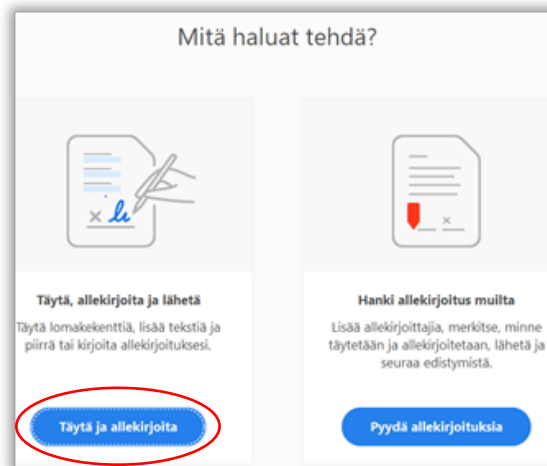 Mitä haluat tehdä?
Täytä, allekirjoita ja lähetä
Täytä lomakekenttiä, lisää tekstiä ja
piirrä tai kirjoita allekirjoituksesi.
Täytä ja allekirjoita
Hanki allekirjoitus muilta
Lisää allekirjoittajia, merkitse, minne
täytetään ja allekirjoitetaan, lähetä ja
seuraa edistymistä.
Pyydä allekirjoituksia